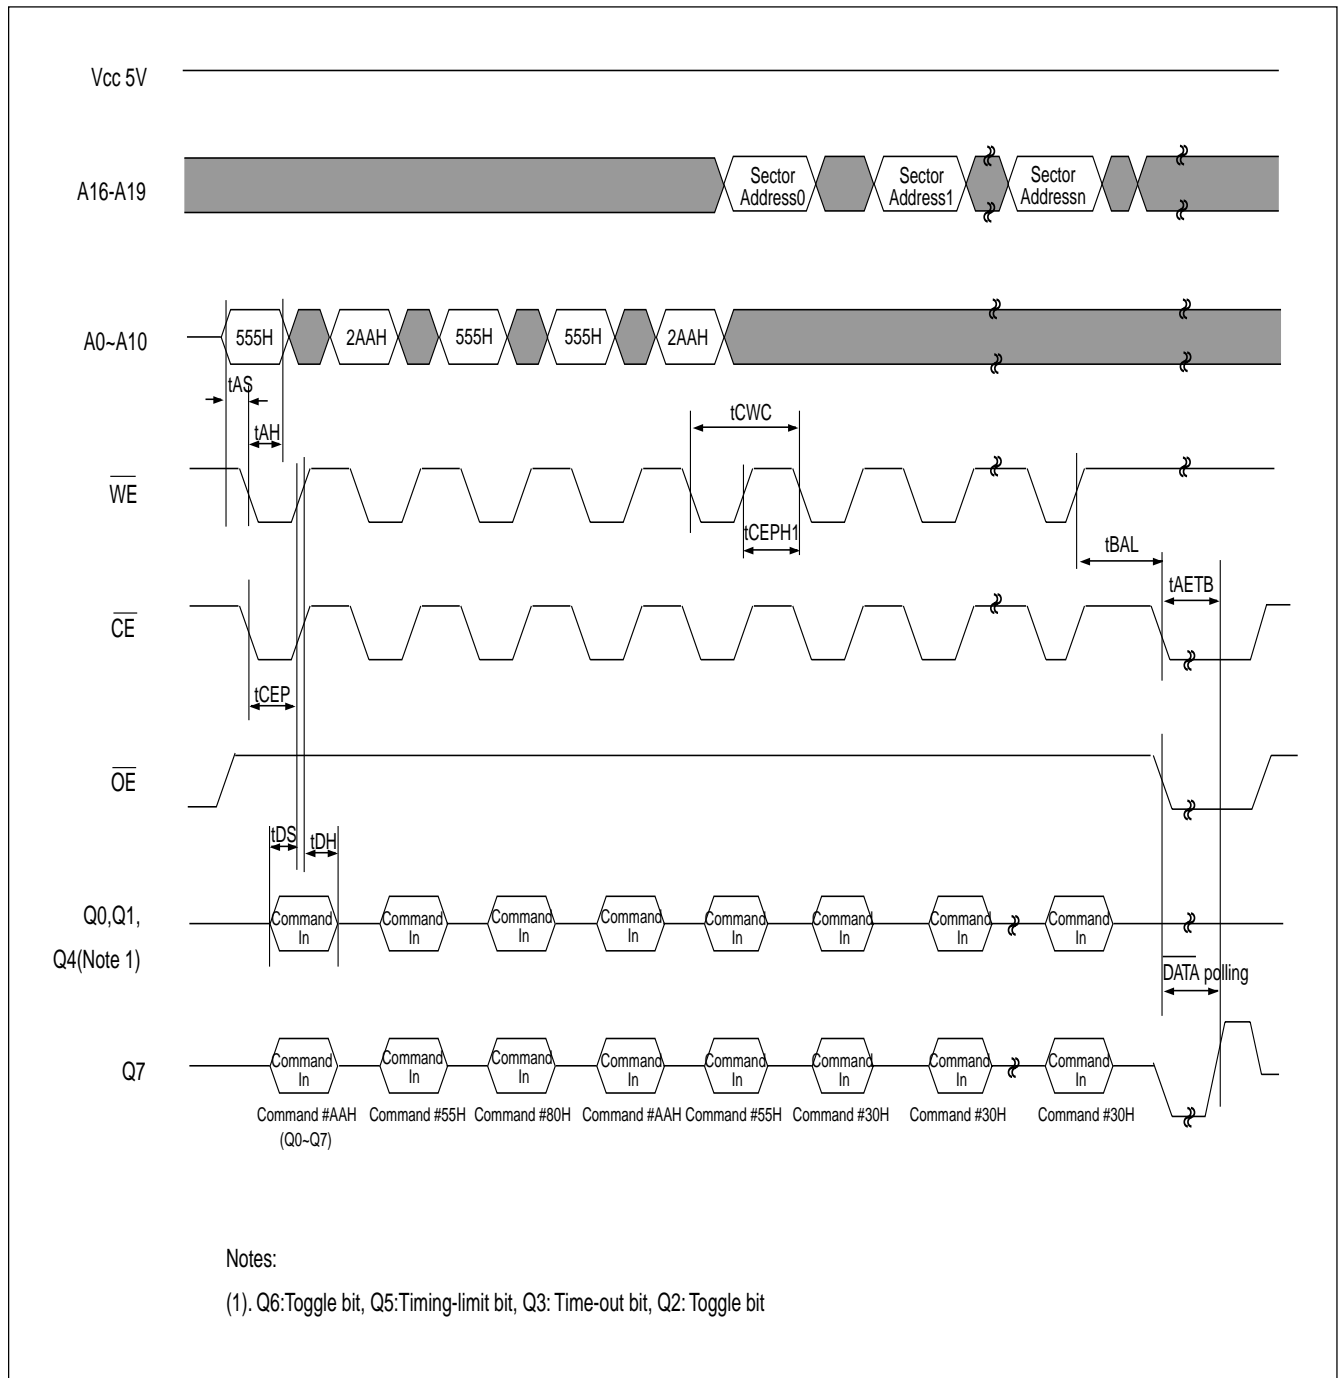 Vcc 5V
A16-A19
Sector Address0
Sector Address1
Sector Addressn
A0~A10
555H
2AAH
555H
555H
2AAH
tAS
tAH
tCWC
WE
tCEPH1
tBAL
tAETB
CE
tCEP
OE
tDS
tDH
Q0,Q1,
Q4(Note 1)
Command In
Command In
Command In
Command In
Command In
Command In
Command In
Command In
DATA polling
Q7
Command In
Command In
Command In
Command In
Command In
Command In
Command In
Command In
Command #AAH
(Q0~Q7)
Command #55H
Command #80H
Command #AAH
Command #55H
Command #30H
Command #30H
Command #30H
Notes:
(1). Q6:Toggle bit, Q5:Timing-limit bit, Q3: Time-out bit, Q2: Toggle bit